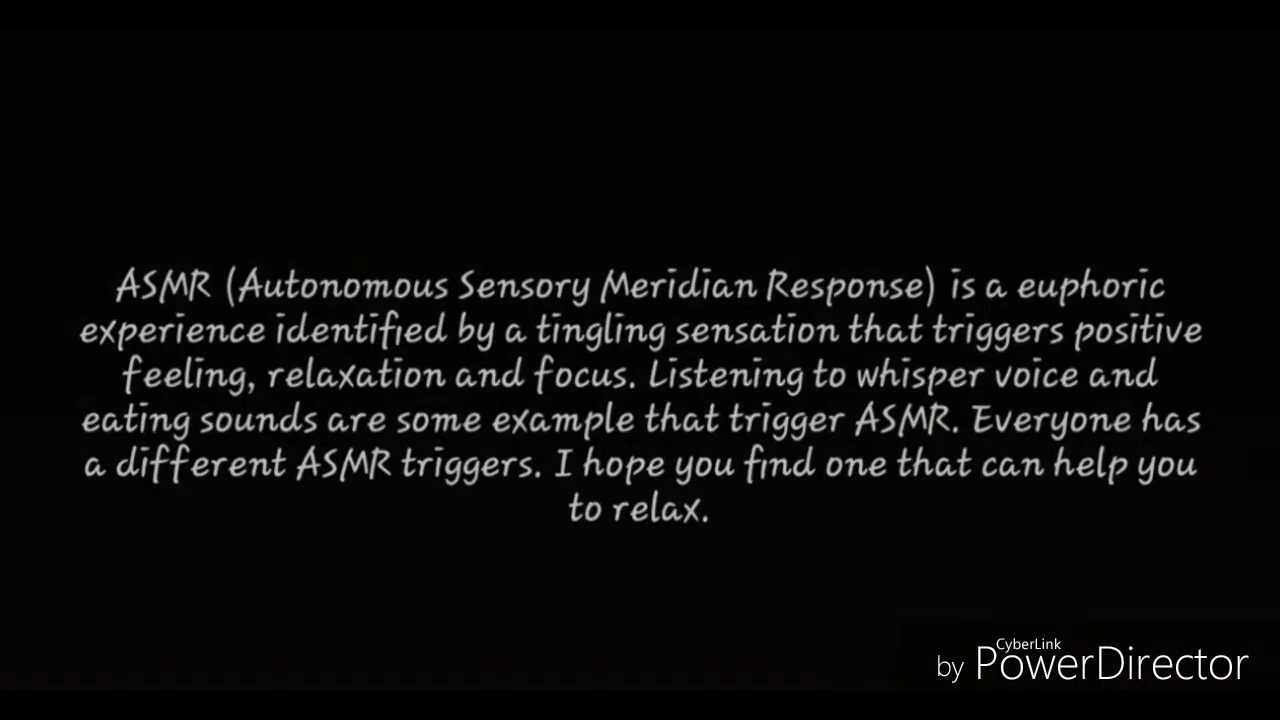 ASMR (Autonomous Sensory Meridian Response) is a euphoric
experience identified by a tingling sensation that triggers positive
feeling, relaxation and focus. Listening to whisper voice and
eating sounds are some example that trigger ASMR. Everyone has
a different ASMR triggers. I hope you find one that can help you
to relax.
CyberLink
by PowerDirector